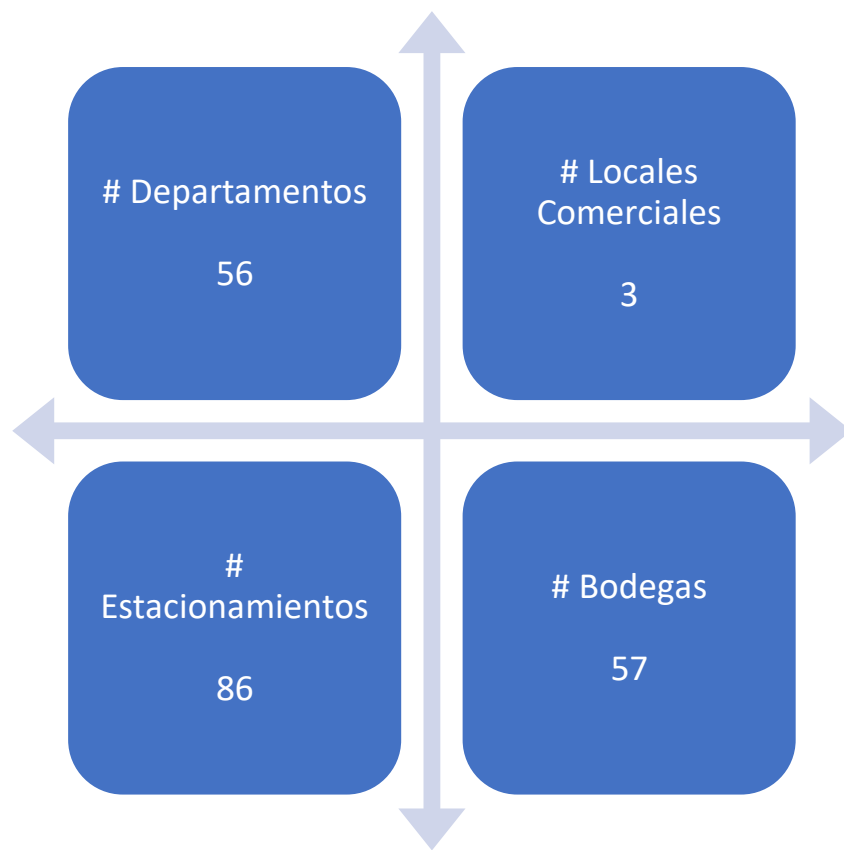 # Departamentos
56
# Locales
Comerciales
3
#
Estacionamientos
86
# Bodegas
57